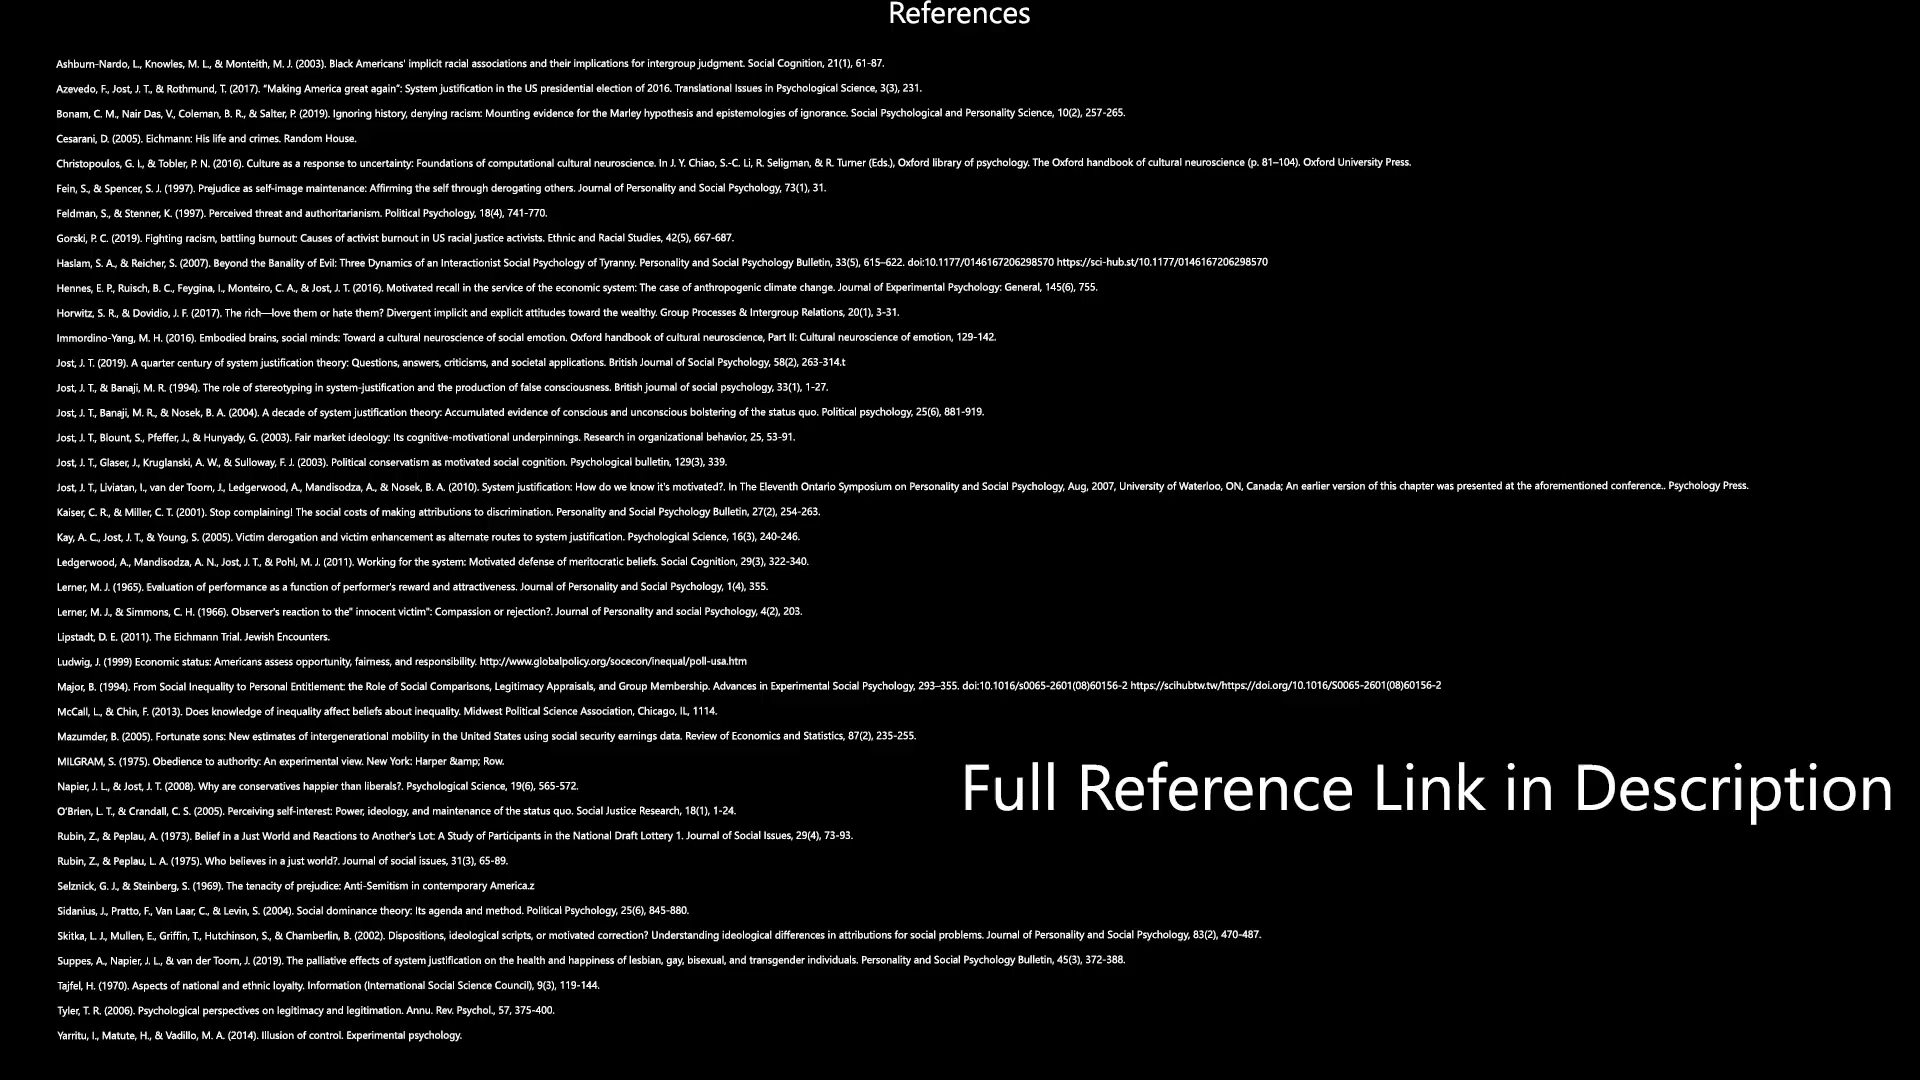 References
Ashburn-Nardo, L., Knowles, M. L., & Monteith, M. J. (2003). Black Americans' implicit racial associations and their implications for intergroup judgment. Social Cognition, 21(1), 61-87.
Azevedo, F., Jost, J. T., & Rothmund, T. (2017). "Making America great again": System justification in the US presidential election of 2016. Translational Issues in Psychological Science, 3(3), 231.
Bonam, C. M., Nair Das, V., Coleman, B. R., & Salter, P. (2019). Ignoring history, denying racism: Mounting evidence for the Marley hypothesis and epistemologies of ignorance. Social Psychological and Personality Science, 10(2), 257-265.
Cesarani, D. (2005). Eichmann: His life and crimes. Random House.
Christopoulos, G. I., & Tobler, P. N. (2016). Culture as a response to uncertainty: Foundations of computational cultural neuroscience. In J. Y. Chiao, S.-C. Li, R. Seligman, & R. Turner (Eds.), Oxford library of psychology. The Oxford handbook of cultural neuroscience (p. 81–104). Oxford University Press.
Fein, S., & Spencer, S. J. (1997). Prejudice as self-image maintenance: Affirming the self through derogating others. Journal of Personality and Social Psychology, 73(1), 31.
Feldman, S., & Stenner, K. (1997). Perceived threat and authoritarianism. Political Psychology, 18(4), 741-770.
Gorski, P. C. (2019). Fighting racism, battling burnout: Causes of activist burnout in US racial justice activists. Ethnic and Racial Studies, 42(5), 667-687.
Haslam, S. A., & Reicher, S. (2007). Beyond the Banality of Evil: Three Dynamics of an Interactionist Social Psychology of Tyranny. Personality and Social Psychology Bulletin, 33(5), 615–622. doi:10.1177/0146167206298570 https://sci-hub.st/10.1177/0146167206298570
Hennes, E. P., Ruisch, B. C., Feygina, I., Monteiro, C. A., & Jost, J. T. (2016). Motivated recall in the service of the economic system: The case of anthropogenic climate change. Journal of Experimental Psychology: General, 145(6), 755.
Horwitz, S. R., & Dovidio, J. F. (2017). The rich—love them or hate them? Divergent implicit and explicit attitudes toward the wealthy. Group Processes & Intergroup Relations, 20(1), 3-31.
Immordino-Yang, M. H. (2016). Embodied brains, social minds: Toward a cultural neuroscience of social emotion. Oxford handbook of cultural neuroscience, Part II: Cultural neuroscience of emotion, 129-142.
Jost, J. T. (2019). A quarter century of system justification theory: Questions, answers, criticisms, and societal applications. British Journal of Social Psychology, 58(2), 263-314.t
Jost, J. T., & Banaji, M. R. (1994). The role of stereotyping in system-justification and the production of false consciousness. British journal of social psychology, 33(1), 1-27.
Jost, J. T., Banaji, M. R., & Nosek, B. A. (2004). A decade of system justification theory: Accumulated evidence of conscious and unconscious bolstering of the status quo. Political psychology, 25(6), 881-919.
Jost, J. T., Blount, S., Pfeffer, J., & Hunyady, G. (2003). Fair market ideology: Its cognitive-motivational underpinnings. Research in organizational behavior, 25, 53-91.
Jost, J. T., Glaser, J., Kruglanski, A. W., & Sulloway, F. J. (2003). Political conservatism as motivated social cognition. Psychological bulletin, 129(3), 339.
Jost, J. T., Liviatan, I., van der Toorn, J., Ledgerwood, A., Mandisodza, A., & Nosek, B. A. (2010). System justification: How do we know it's motivated?. In The Eleventh Ontario Symposium on Personality and Social Psychology, Aug, 2007, University of Waterloo, ON, Canada; An earlier version of this chapter was presented at the aforementioned conference.. Psychology Press.
Kaiser, C. R., & Miller, C. T. (2001). Stop complaining! The social costs of making attributions to discrimination. Personality and Social Psychology Bulletin, 27(2), 254-263.
Kay, A. C., Jost, J. T., & Young, S. (2005). Victim derogation and victim enhancement as alternate routes to system justification. Psychological Science, 16(3), 240-246.
Ledgerwood, A., Mandisodza, A. N., Jost, J. T., & Pohl, M. J. (2011). Working for the system: Motivated defense of meritocratic beliefs. Social Cognition, 29(3), 322-340.
Lerner, M. J. (1965). Evaluation of performance as a function of performer's reward and attractiveness. Journal of Personality and Social Psychology, 1(4), 355.
Lerner, M. J., & Simmons, C. H. (1966). Observer's reaction to the" innocent victim": Compassion or rejection?. Journal of Personality and social Psychology, 4(2), 203.
Lipstadt, D. E. (2011). The Eichmann Trial. Jewish Encounters.
Ludwig, J. (1999) Economic status: Americans assess opportunity, fairness, and responsibility. http://www.globalpolicy.org/socecon/inequal/poll-usa.htm
Major, B. (1994). From Social Inequality to Personal Entitlement: the Role of Social Comparisons, Legitimacy Appraisals, and Group Membership. Advances in Experimental Social Psychology, 293–355. doi:10.1016/s0065-2601(08)60156-2 https://scihubtw.tw/https://doi.org/10.1016/S0065-2601(08)60156-2
McCall, L., & Chin, F. (2013). Does knowledge of inequality affect beliefs about inequality. Midwest Political Science Association, Chicago, IL, 1114.
Mazumder, B. (2005). Fortunate sons: New estimates of intergenerational mobility in the United States using social security earnings data. Review of Economics and Statistics, 87(2), 235-255.
MILGRAM, S. (1975). Obedience to authority: An experimental view. New York: Harper &amp; Row.
Napier, J. L., & Jost, J. T. (2008). Why are conservatives happier than liberals?. Psychological Science, 19(6), 565-572.
Full Reference Link in Description
O'Brien, L. T., & Crandall, C. S. (2005). Perceiving self-interest: Power, ideology, and maintenance of the status quo. Social Justice Research, 18(1), 1-24.
Rubin, Z., & Peplau, A. (1973). Belief in a Just World and Reactions to Another's Lot: A Study of Participants in the National Draft Lottery 1. Journal of Social Issues, 29(4), 73-93.
Rubin, Z., & Peplau, L. A. (1975). Who believes in a just world?. Journal of social issues, 31(3), 65-89.
Selznick, G. J., & Steinberg, S. (1969). The tenacity of prejudice: Anti-Semitism in contemporary America.z
Sidanius, J., Pratto, F., Van Laar, C., & Levin, S. (2004). Social dominance theory: Its agenda and method. Political Psychology, 25(6), 845-880.
Skitka, L. J., Mullen, E., Griffin, T., Hutchinson, S., & Chamberlin, B. (2002). Dispositions, ideological scripts, or motivated correction? Understanding ideological differences in attributions for social problems. Journal of Personality and Social Psychology, 83(2), 470-487.
Suppes, A., Napier, J. L., & van der Toorn, J. (2019). The palliative effects of system justification on the health and happiness of lesbian, gay, bisexual, and transgender individuals. Personality and Social Psychology Bulletin, 45(3), 372-388.
Tajfel, H. (1970). Aspects of national and ethnic loyalty. Information (International Social Science Council), 9(3), 119-144.
Tyler, T. R. (2006). Psychological perspectives on legitimacy and legitimation. Annu. Rev. Psychol., 57, 375-400.
Yarritu, I., Matute, H., & Vadillo, M. A. (2014). Illusion of control. Experimental psychology.